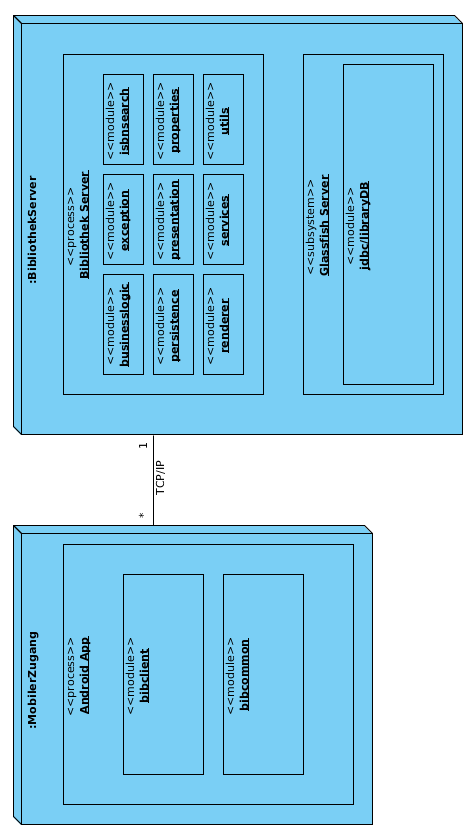 :MobilerZugang
<<process>>
Android App
<<module>>
bibclient
<<module>>
bibcommon
*
TCP/IP
1
:BibliothekServer
<<process>>
Bibliothek Server
<<module>>
businesslogic
<<module>>
exception
<<module>>
isbnsearch
<<module>>
persistence
<<module>>
presentation
<<module>>
properties
<<module>>
renderer
<<module>>
services
<<module>>
utils
<<subsystem>>
Glassfish Server
<<module>>
jdbc/libraryDB